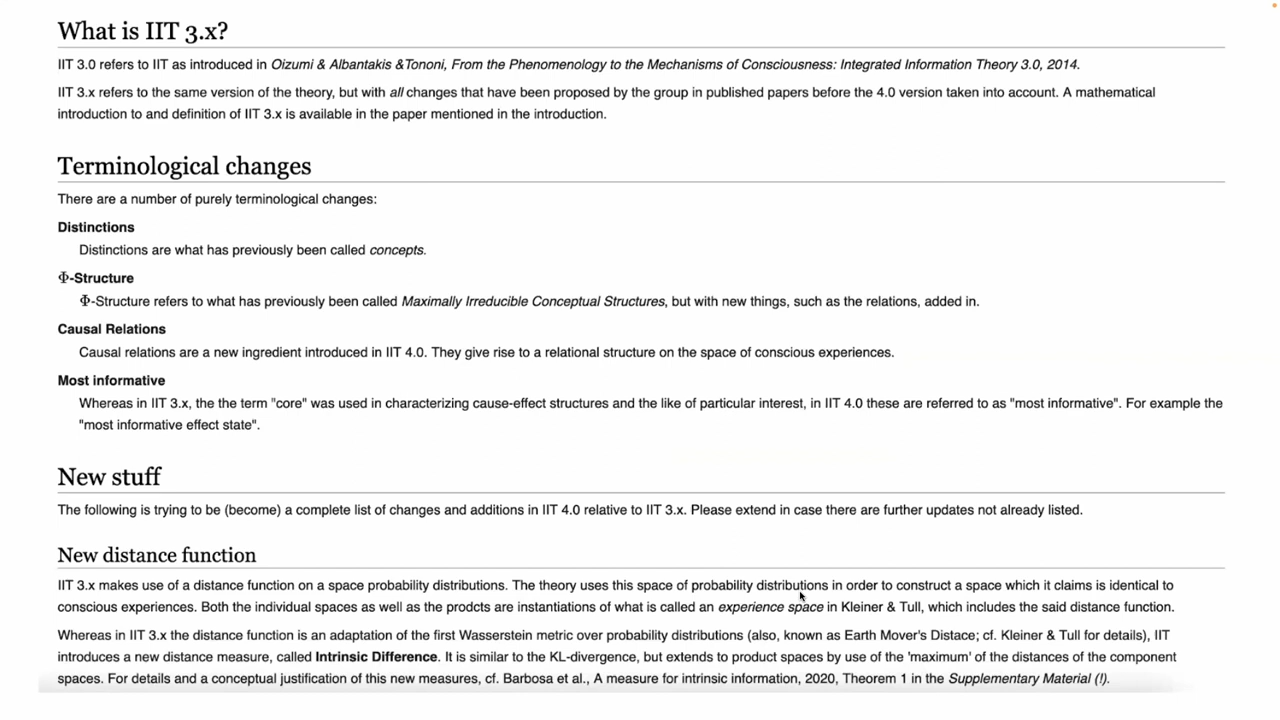 What is IIT 3.x?
IIT 3.0 refers to IIT as introduced in Oizumi & Albantakis &Tononi, From the Phenomenology to the Mechanisms of Consciousness: Integrated Information Theory 3.0, 2014.
IIT 3.x refers to the same version of the theory, but with all changes that have been proposed by the group in published papers before the 4.0 version taken into account. A mathematical
introduction to and definition of IIT 3.x is available in the paper mentioned in the introduction.
Terminological changes
There are a number of purely terminological changes:
Distinctions
Distinctions are what has previously been called concepts.
Φ-Structure
Φ-Structure refers to what has previously been called Maximally Irreducible Conceptual Structures, but with new things, such as the relations, added in.
Causal Relations
Causal relations are a new ingredient introduced in IIT 4.0. They give rise to a relational structure on the space of conscious experiences.
Most informative
Whereas in IIT 3.x, the the term "core" was used in characterizing cause-effect structures and the like of particular interest, in IIT 4.0 these are referred to as "most informative". For example the
"most informative effect state".
New stuff
The following is trying to be (become) a complete list of changes and additions in IIT 4.0 relative to IIT 3.x. Please extend in case there are further updates not already listed.
New distance function
IIT 3.x makes use of a distance function on a space probability distributions. The theory uses this space of probability distributions in order to construct a space which it claims is identical to
conscious experiences. Both the individual spaces as well as the prodcts are instantiations of what is called an experience space in Kleiner & Tull, which includes the said distance function.
Whereas in IIT 3.x the distance function is an adaptation of the first Wasserstein metric over probability distributions (also, known as Earth Mover's Distace; cf. Kleiner & Tull for details), IIT
introduces a new distance measure, called Intrinsic Difference. It is similar to the KL-divergence, but extends to product spaces by use of the 'maximum' of the distances of the component
spaces. For details and a conceptual justification of this new measures, cf. Barbosa et al., A measure for intrinsic information, 2020, Theorem 1 in the Supplementary Material (!).